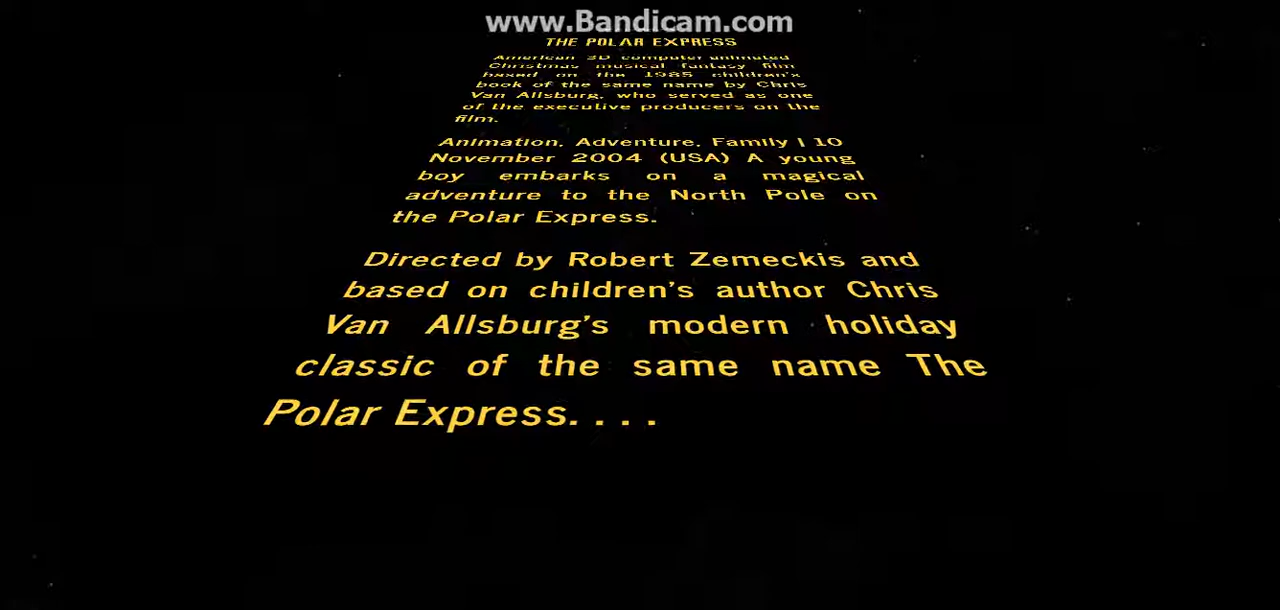 www.Bandicam.com
THE POLAR EXPRESS
American 3D computer animated
Christmas musical fantasy film
based on the 1985 children's
book of the same name by Chris
Van Allsburg, who served as one
of the executive producers on the
film.
Animation, Adventure, Family | 10
November 2004 (USA) A young
boy embarks on a magical
adventure to the North Pole on
the Polar Express.
Directed by Robert Zemeckis and
based on children's author Chris
Van Allsburg's modern holiday
classic of the same name The
Polar Express. . . .